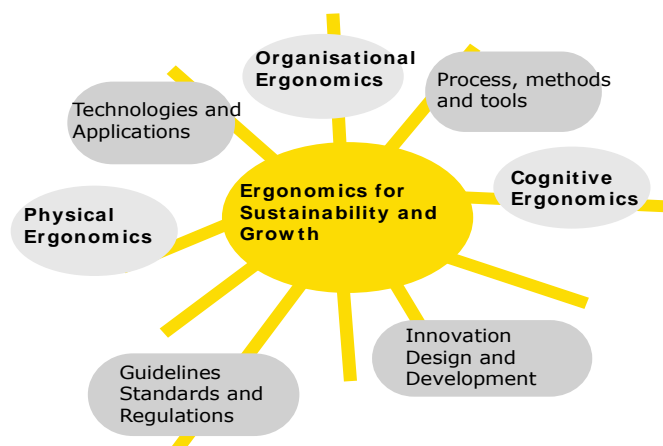 Organisational
Ergonomics
Process, methods
and tools
Technologies and
Applications
Cognitive
Ergonomics
Ergonomics for
Sustainability and
Growth
Physical
Ergonomics
Innovation
Design and
Development
Guidelines
Standards and
Regulations